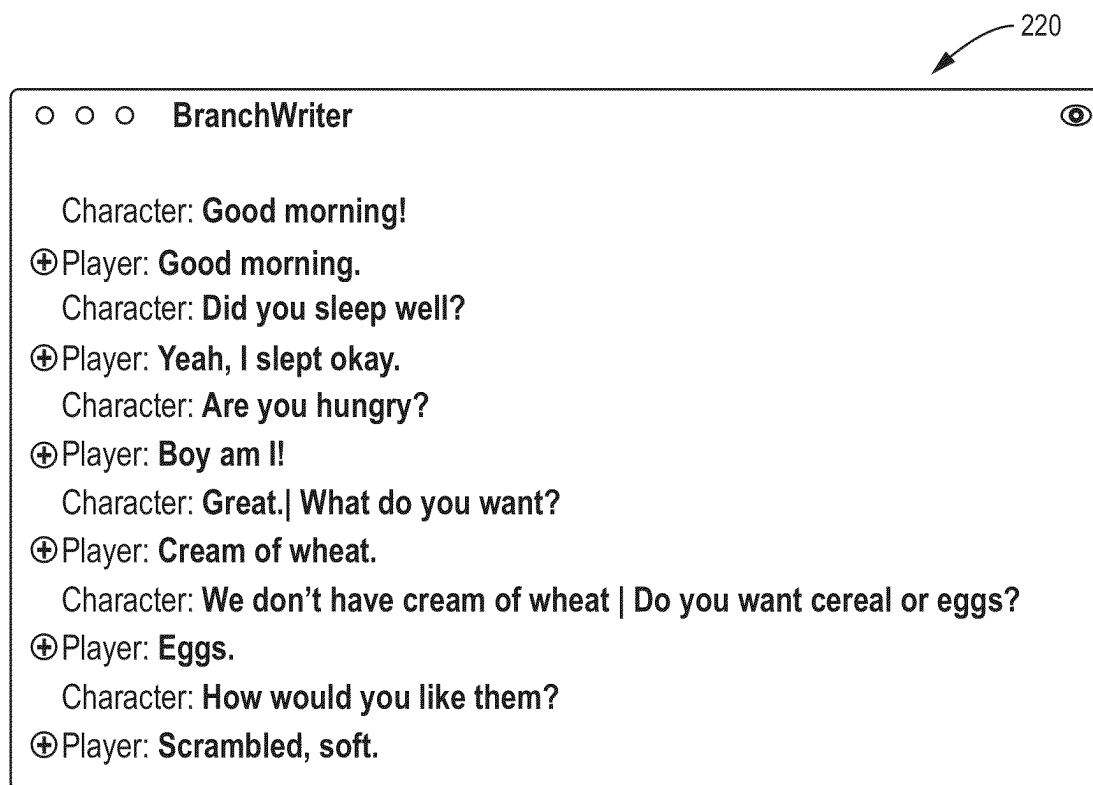 220
BranchWriter
Character: Good morning!
Player: Good morning.
Character: Did you sleep well?
Player: Yeah, I slept okay.
Character: Are you hungry?
Player: Boy am I!
Character: Great.| What do you want?
Player: Cream of wheat.
Character: We don’t have cream of wheat | Do you want cereal or eggs?
Player: Eggs.
Character: How would you like them?
Player: Scrambled, soft.